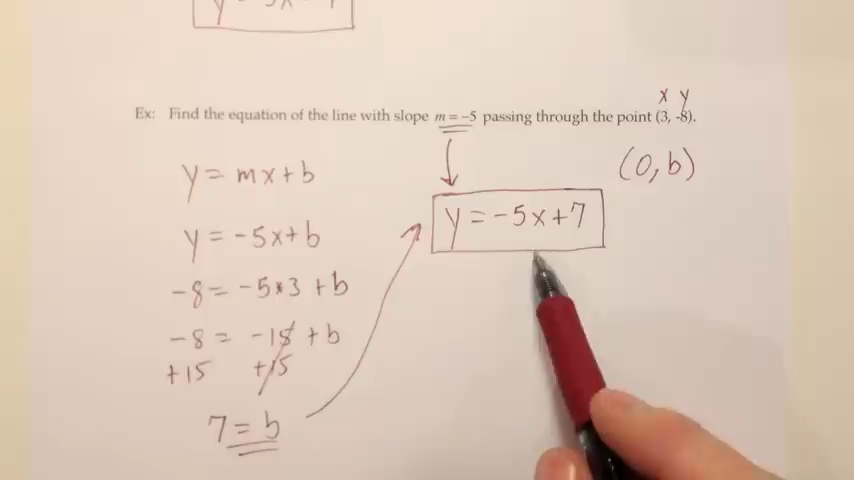 x y
Ex: Find the equation of the line with slope m = -5 passing through the point (3, -8).
y = mx + b
(0, b)
y = -5x + b
y = -5x + 7
-8 = -5*3 + b
-8 = -15 + b
+15 +15
7 = b